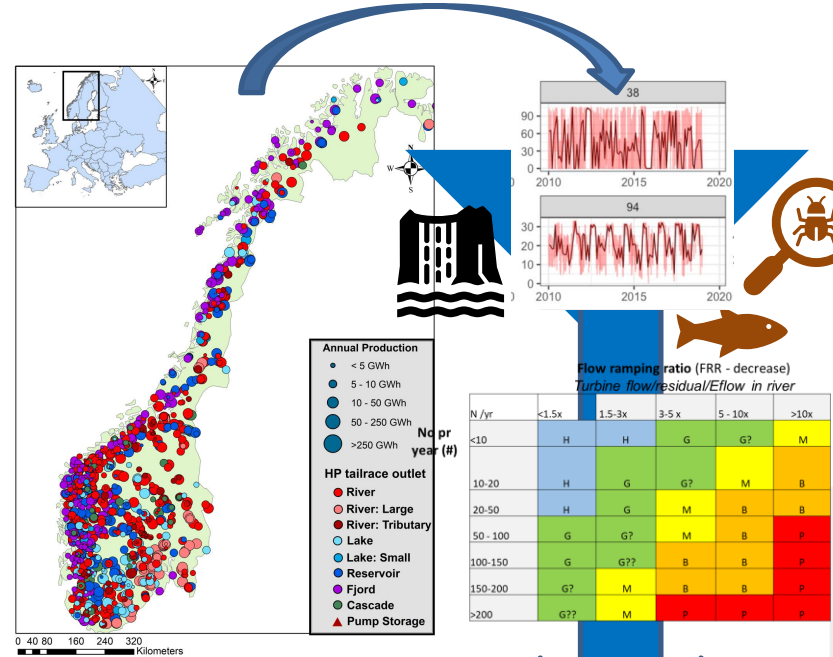 N
W
S
Annual Production
< 5 GWh
5 - 10 GWh
10 - 50 GWh
50 - 250 GWh
>250 GWh
HP tailrace outlet
River
River: Large
River: Tributary
Lake
Lake: Small
Reservoir
Fjord
Cascade
Pump Storage
0 40 80 160 240 320
Kilometers
38
90
60
30
0
2010 2015 2020
94
30
20
10
0
2010 2015 2020
Flow ramping ratio (FRR - decrease)
Turbine flow/residual/Eflow in river
No pr
year (#)
N /yr <1.5x 1.5-3x 3-5 x 5 - 10x >10x
<10 H H G G? M
10-20 H G G? M B
20-50 H G M B B
50 - 100 G G? M B P
100-150 G G?? B B P
150-200 G? M B B P
>200 G?? M P P P